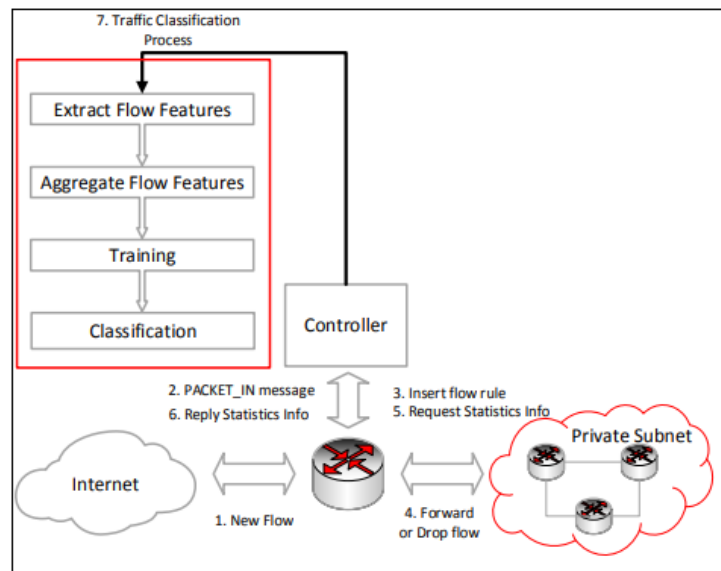 7. Traffic Classification
Process
Extract Flow Features
Aggregate Flow Features
Training
Classification
Controller
2. PACKET_IN message
6. Reply Statistics Info
3. Insert flow rule
5. Request Statistics Info
Private Subnet
Internet
1. New Flow
4. Forward
or Drop flow